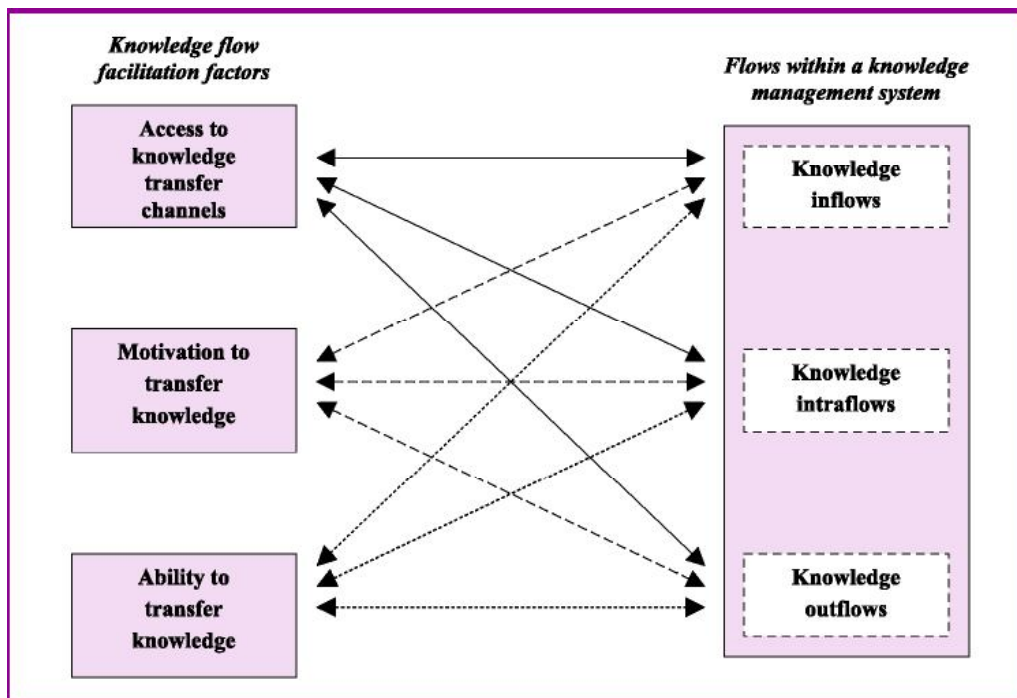 Knowledge flow
facilitation factors
Access to
knowledge
transfer
channels
Motivation to
transfer
knowledge
Ability to
transfer
knowledge
Flows within a knowledge
management system
Knowledge
inflows
Knowledge
intraflows
Knowledge
outflows